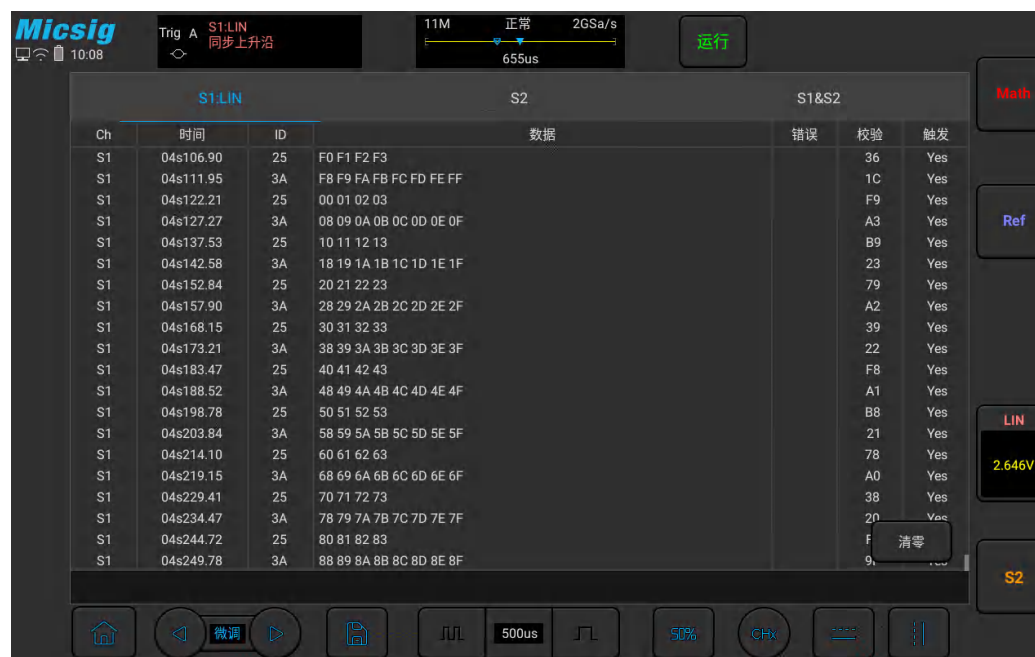 Micsig
10:08
Trig A S1:LIN
同步上升沿
11M 正常 2GSa/s
655us
运行
S1:LIN S2 S1&S2
Ch 时间 ID 数据 错误 校验 触发
S1 04s106.90 25 F0 F1 F2 F3 36 Yes
S1 04s111.95 3A F8 F9 FA FB FC FD FE FF 1C Yes
S1 04s122.21 25 00 01 02 03 F9 Yes
S1 04s127.27 3A 08 09 0A 0B 0C 0D 0E 0F A3 Yes
S1 04s137.53 25 10 11 12 13 B9 Yes
S1 04s142.58 3A 18 19 1A 1B 1C 1D 1E 1F 23 Yes
S1 04s152.84 25 20 21 22 23 79 Yes
S1 04s157.90 3A 28 29 2A 2B 2C 2D 2E 2F A2 Yes
S1 04s168.15 25 30 31 32 33 39 Yes
S1 04s173.21 3A 38 39 3A 3B 3C 3D 3E 3F 22 Yes
S1 04s183.47 25 40 41 42 43 F8 Yes
S1 04s188.52 3A 48 49 4A 4B 4C 4D 4E 4F A1 Yes
S1 04s198.78 25 50 51 52 53 B8 Yes
S1 04s203.84 3A 58 59 5A 5B 5C 5D 5E 5F 21 Yes
S1 04s214.10 25 60 61 62 63 78 Yes
S1 04s219.15 3A 68 69 6A 6B 6C 6D 6E 6F A0 Yes
S1 04s229.41 25 70 71 72 73 38 Yes
S1 04s234.47 3A 78 79 7A 7B 7C 7D 7E 7F 20 Yes
S1 04s244.72 25 80 81 82 83
S1 04s249.78 3A 88 89 8A 8B 8C 8D 8E 8F
清零
Math
Ref
LIN
2.646V
S2
微调
500us
50%
CHx